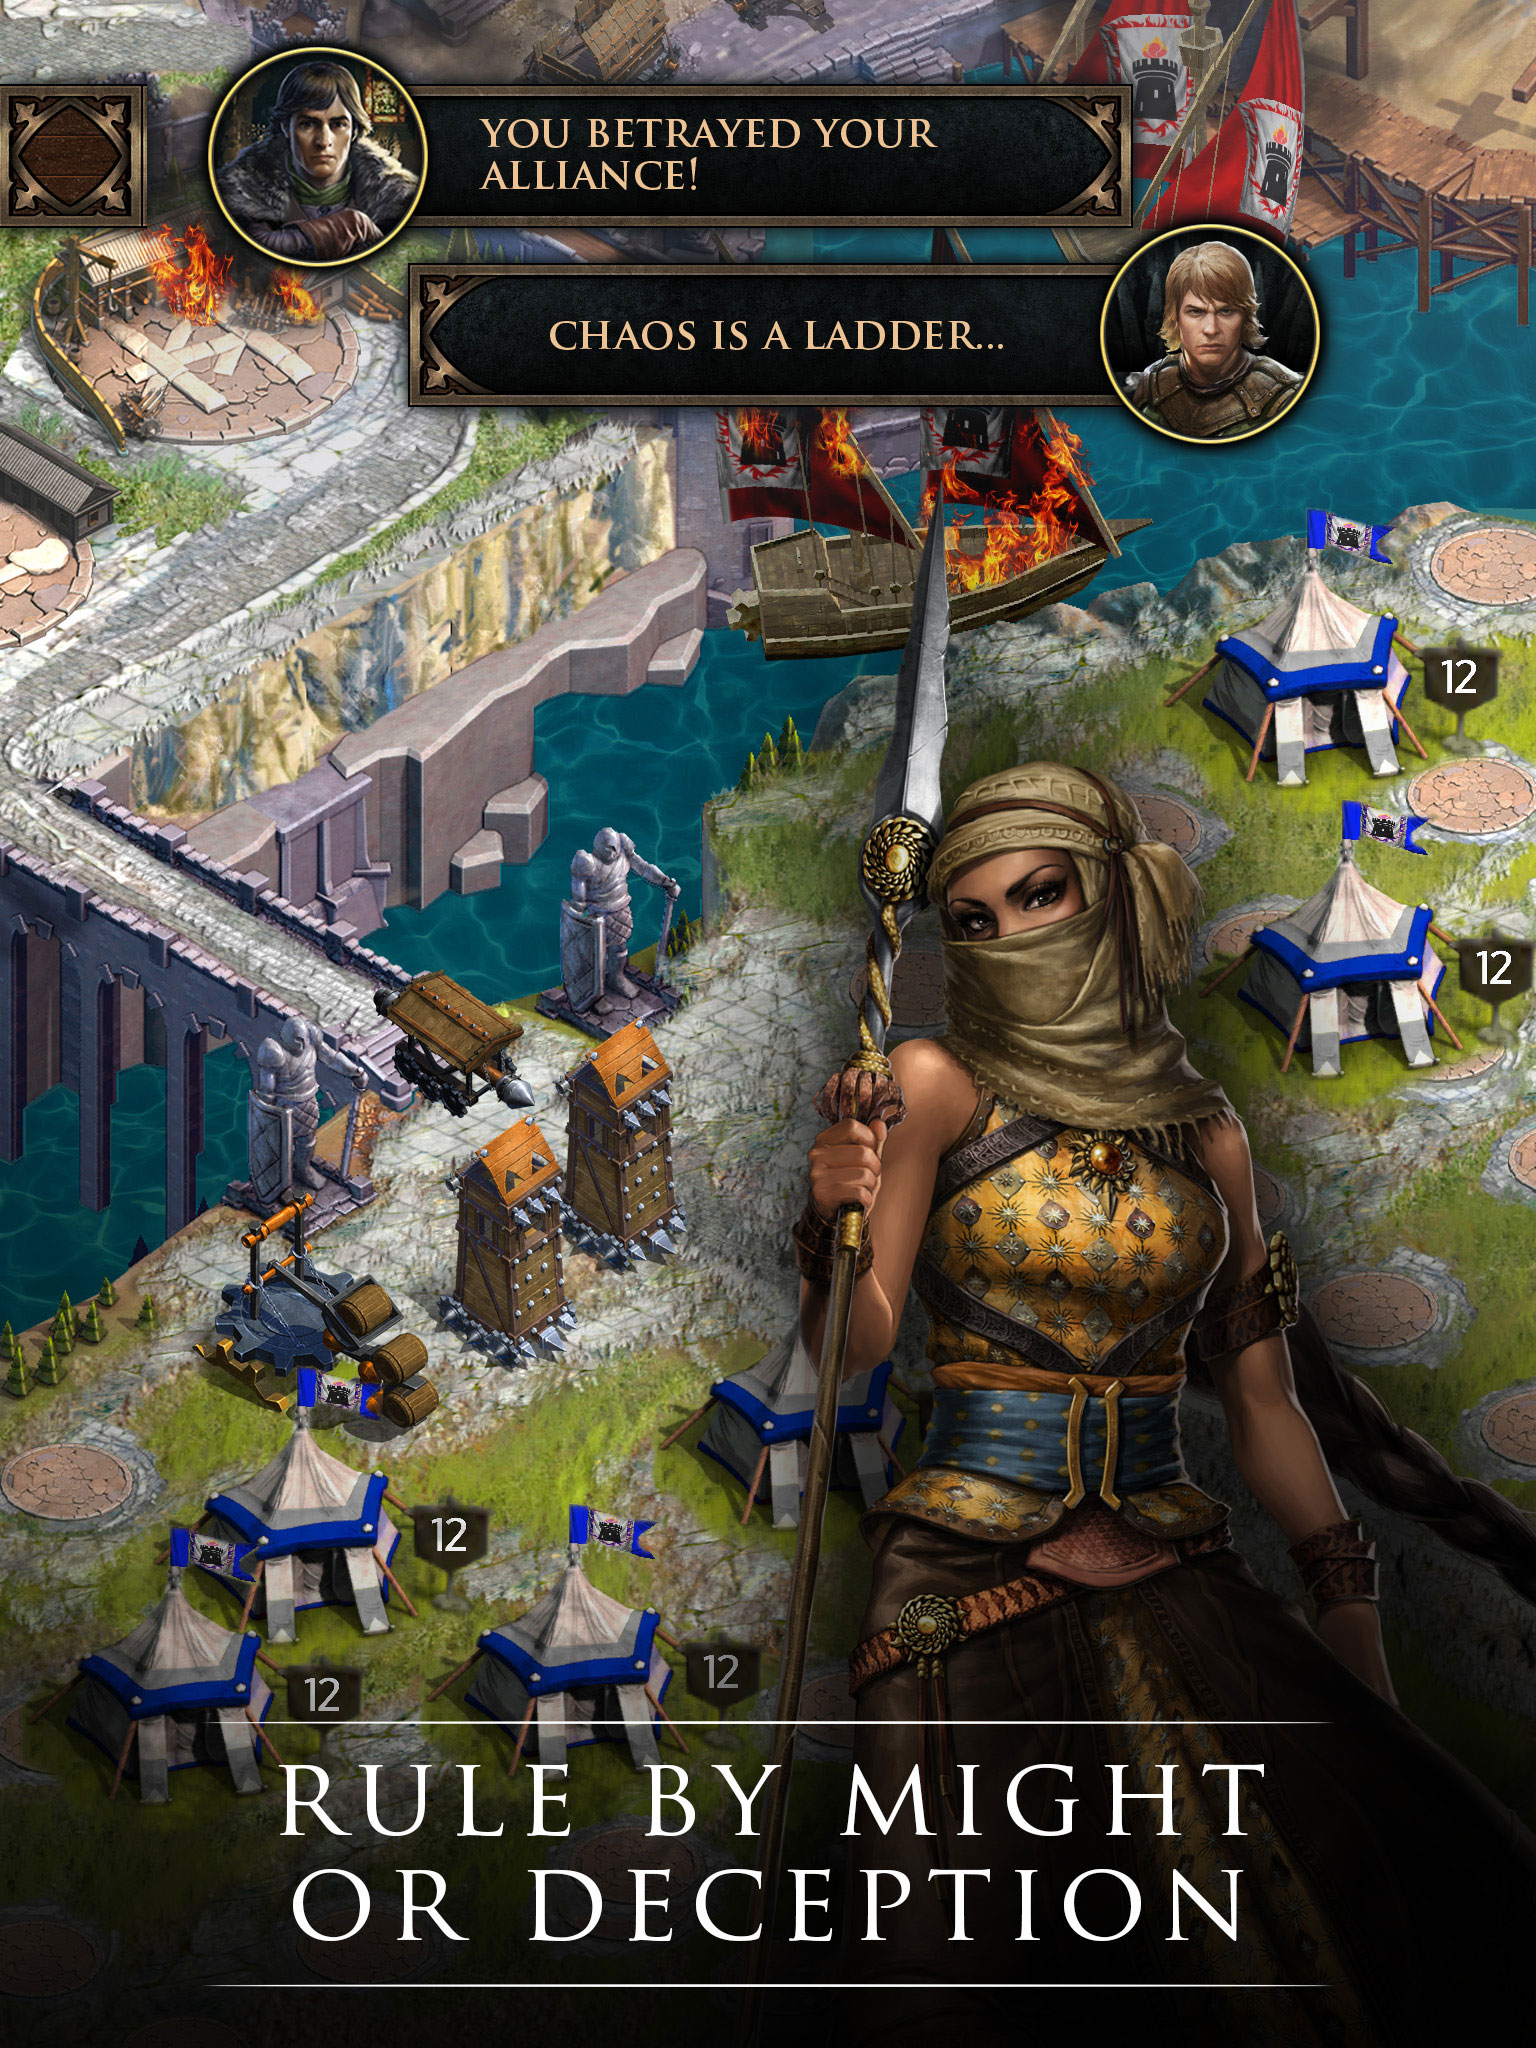 YOU BETRAYED YOUR
ALLIANCE!
CHAOS IS A LADDER...
12
12
12
12
12
RULE BY MIGHT
OR DECEPTION